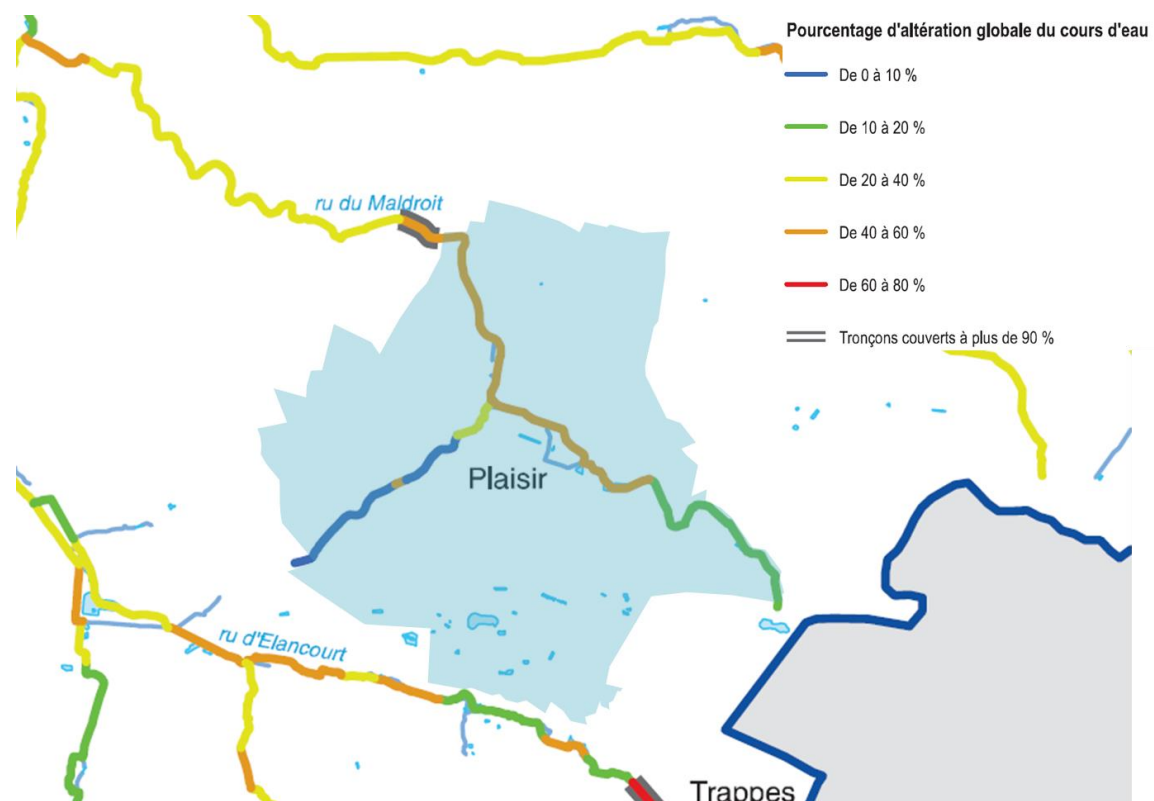 Pourcentage d'altération globale du cours d'eau
De 0 à 10 %
De 10 à 20 %
De 20 à 40 %
De 40 à 60 %
De 60 à 80 %
Tronçons couverts à plus de 90 %
ru du Maldroit
Plaisir
ru d'Elancourt
Trappes